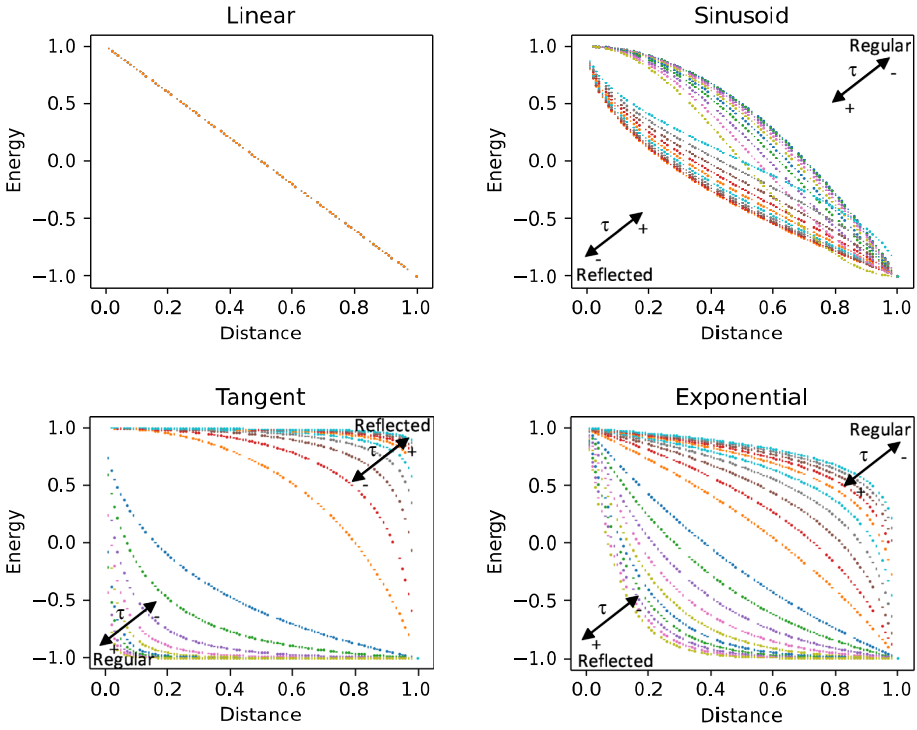 Linear
1.0
0.5
0.0
−0.5
−1.0
Energy
0.0 0.2 0.4 0.6 0.8 1.0
Distance
Sinusoid
1.0
0.5
0.0
−0.5
−1.0
Energy
Regular
τ -
+
τ
+
-
Reflected
0.0 0.2 0.4 0.6 0.8 1.0
Distance
Tangent
1.0
0.5
0.0
−0.5
−1.0
Energy
Reflected
τ +
-
τ -
+
Regular
0.0 0.2 0.4 0.6 0.8 1.0
Distance
Exponential
1.0
0.5
0.0
−0.5
−1.0
Energy
Regular
τ -
+
τ -
+
Reflected
0.0 0.2 0.4 0.6 0.8 1.0
Distance